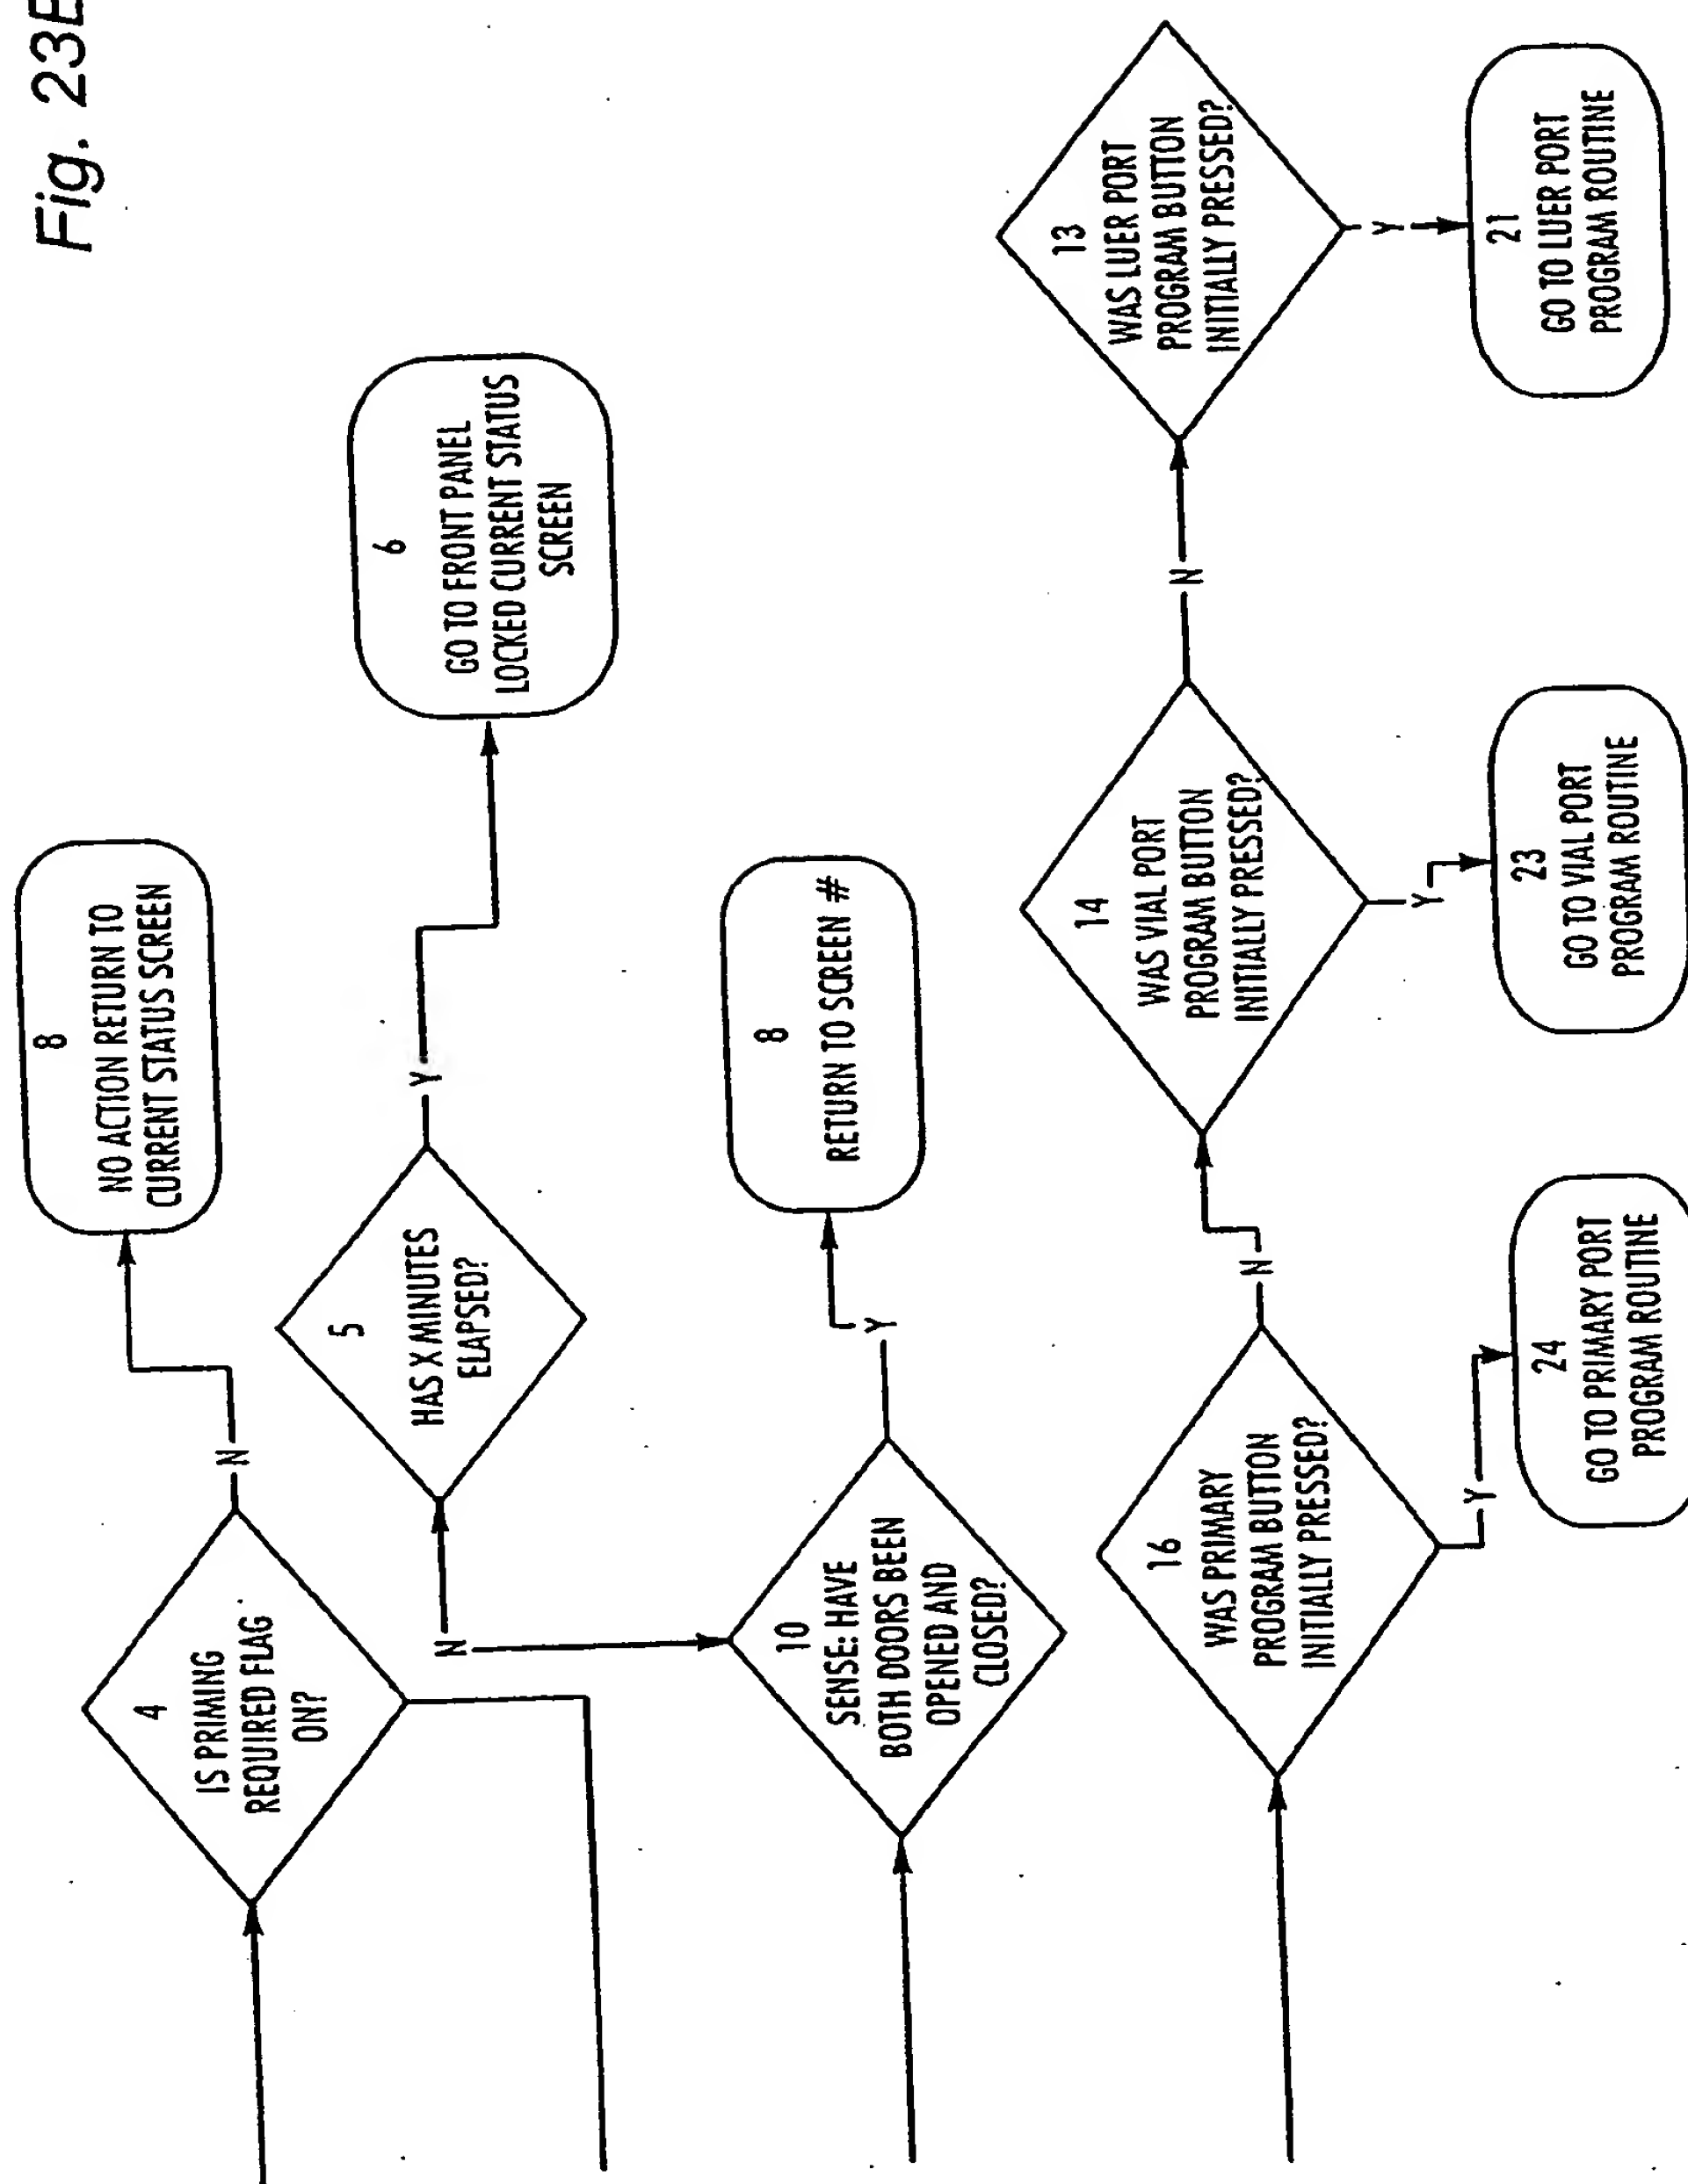 Fig. 23B
4
IS PRIMING
REQUIRED FLAG
ON?
N
8
NO ACTION RETURN TO
CURRENT STATUS SCREEN
5
HAS X MINUTES
ELAPSED?
Y
6
GO TO FRONT PANEL
LOCKED CURRENT STATUS
SCREEN
N
10
SENSE: HAVE
BOTH DOORS BEEN
OPENED AND
CLOSED?
Y
8
RETURN TO SCREEN #
16
WAS PRIMARY
PROGRAM BUTTON
INITIALLY PRESSED?
N
Y
24
GO TO PRIMARY PORT
PROGRAM ROUTINE
14
WAS VIAL PORT
PROGRAM BUTTON
INITIALLY PRESSED?
N
Y
23
GO TO VIAL PORT
PROGRAM ROUTINE
13
WAS LUER PORT
PROGRAM BUTTON
INITIALLY PRESSED?
Y
21
GO TO LUER PORT
PROGRAM ROUTINE